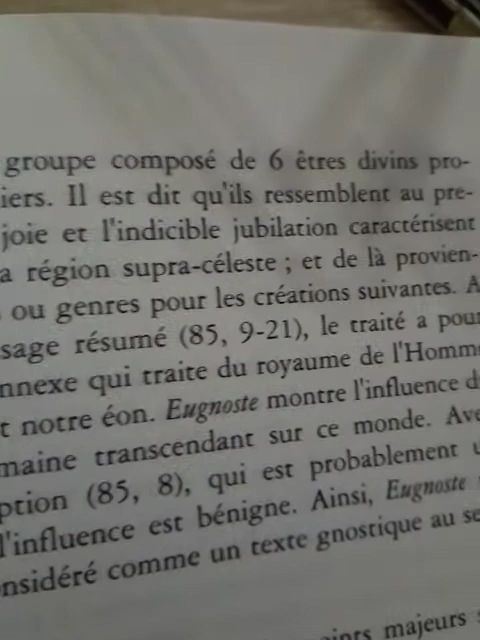 groupe composé de 6 êtres divins pro-
iers. Il est dit qu'ils ressemblent au pre-
joie et l'indicible jubilation caractérisent
a région supra-céleste ; et de là provien-
ou genres pour les créations suivantes. A
sage résumé (85, 9-21), le traité a pour
nnexe qui traite du royaume de l'Homme
t notre éon. Eugnoste montre l'influence d
maine transcendant sur ce monde. Ave
ption (85, 8), qui est probablement u
l'influence est bénigne. Ainsi, Eugnoste
nsidéré comme un texte gnostique au se
majeurs